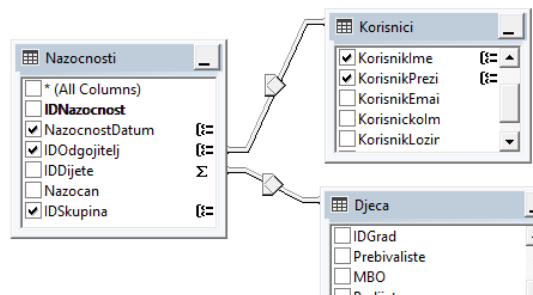 Nazocnosti
* (All Columns)
IDNazocnost
NazocnostDatum
IDOdgojitelj
IDDijete
Σ
Nazocan
IDSkupina
Korisnici
KorisnikIme
KorisnikPrezi
KorisnikEmai
Korisnickolm
KorisnikLozir
Djeca
IDGrad
Prebivaliste
MBO